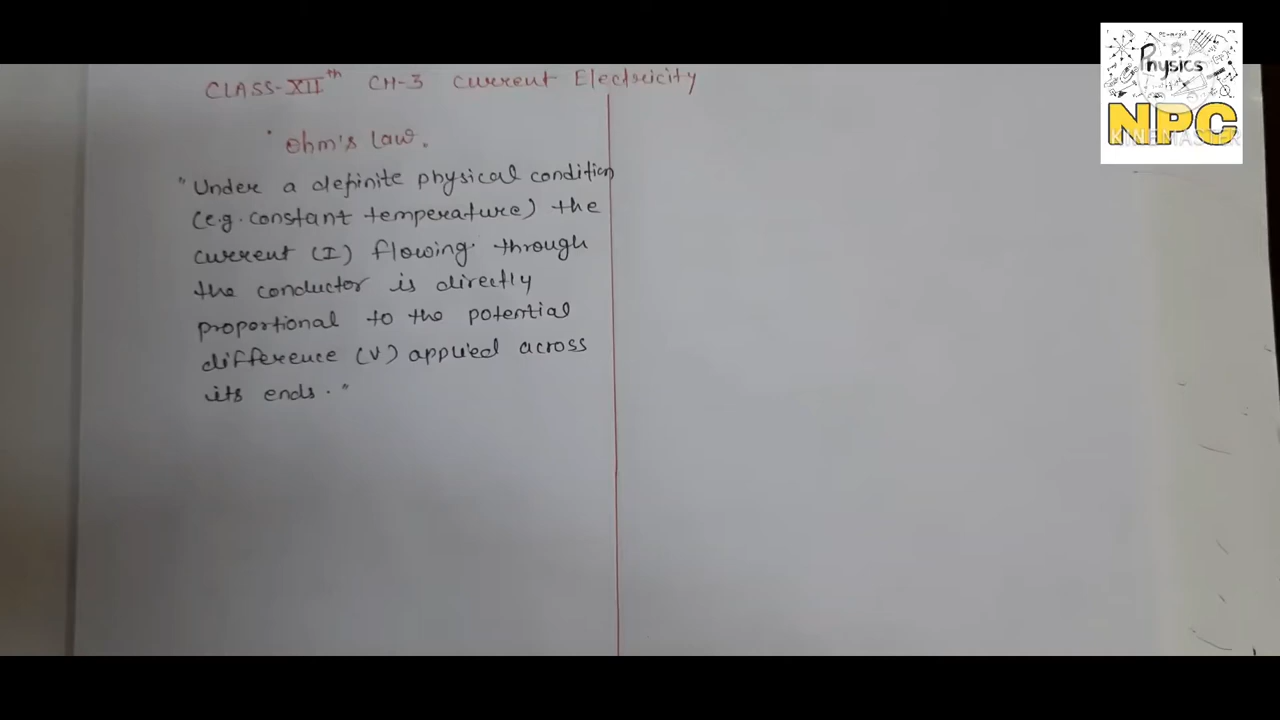 CLASS-XII th CH-3 Current Electricity
Ohm's Law.
"Under a definite physical condition
(e.g. constant temperature) the
current (I) flowing through
the conductor is directly
proportional to the potential
difference (V) applied across
its ends."
Physics
NPC
KINEMASTER